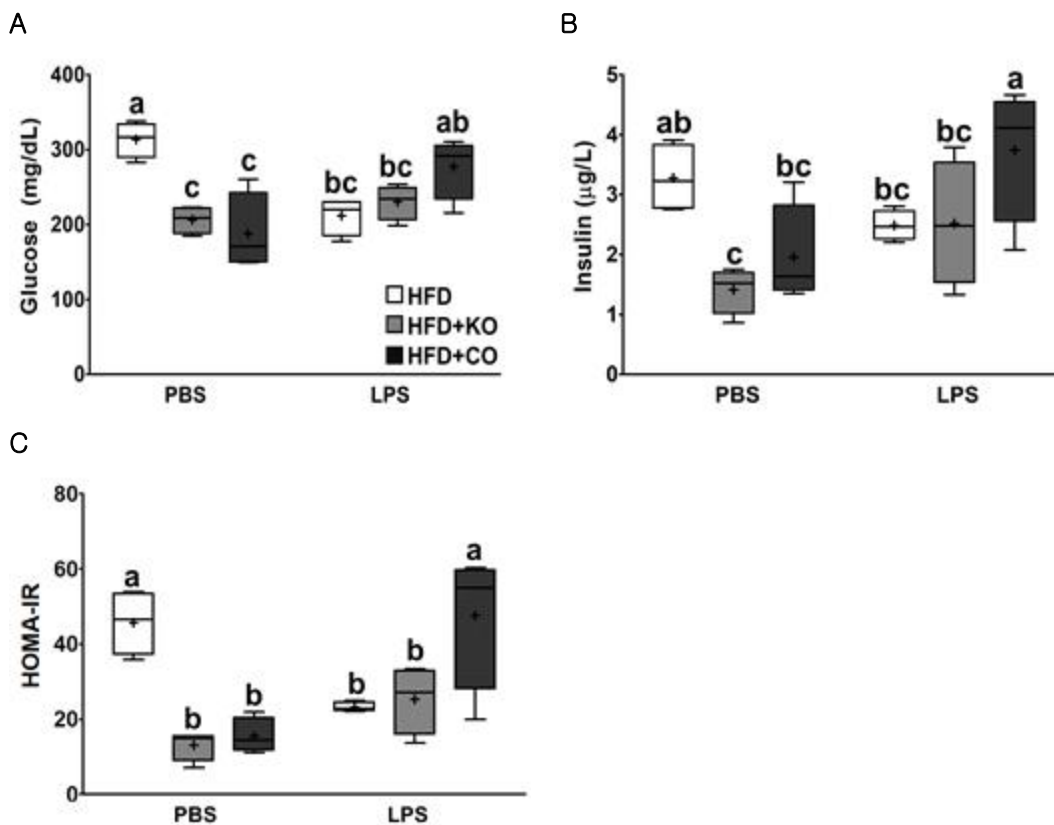 A
Glucose (mg/dL)
400
300
200
100
0
a
c
c
bc
bc
ab
HFD
HFD+KO
HFD+CO
PBS
LPS
B
Insulin (μg/L)
5
4
3
2
1
0
ab
c
bc
bc
bc
a
PBS
LPS
C
HOMA-IR
80
60
40
20
0
a
b
b
b
b
a
PBS
LPS